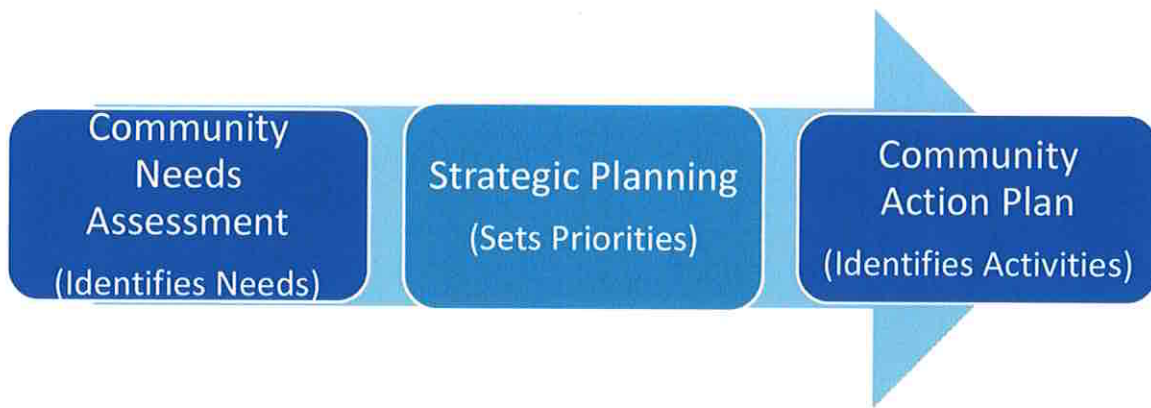 Community
Needs
Assessment
(Identifies Needs)
Strategic Planning
(Sets Priorities)
Community
Action Plan
(Identifies Activities)